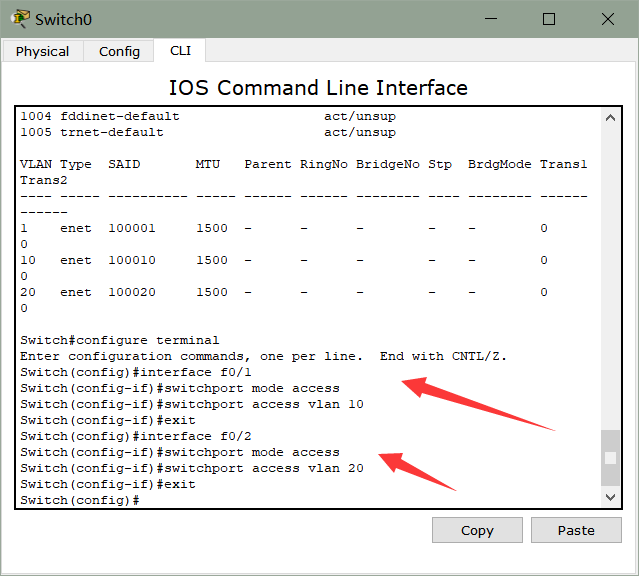 Switch0
Physical Config CLI
IOS Command Line Interface
1004 fddinet-default                  act/unsup
1005 trnet-default                    act/unsup
VLAN Type  SAID       MTU   Parent RingNo BridgeNo Stp  BrdgMode Trans1
Trans2
---- ----- ---------- ----- ------ ------ -------- ---- -------- ------
------
1    enet  100001     1500  -      -      -        -    -        0
0
10   enet  100010     1500  -      -      -        -    -        0
0
20   enet  100020     1500  -      -      -        -    -        0
0
Switch#configure terminal
Enter configuration commands, one per line.  End with CNTL/Z.
Switch(config)#interface f0/1
Switch(config-if)#switchport mode access
Switch(config-if)#switchport access vlan 10
Switch(config-if)#exit
Switch(config)#interface f0/2
Switch(config-if)#switchport mode access
Switch(config-if)#switchport access vlan 20
Switch(config-if)#exit
Switch(config)#
Copy Paste